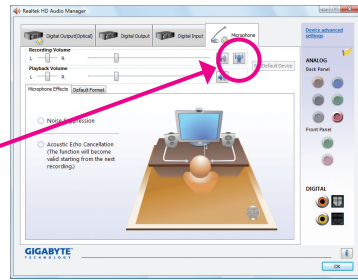 Realtek HD Audio Manager
Digital Output(Optical) Digital Output Digital Input Microphone
Device advanced settings
Recording Volume
L R
Set Default Device
Playback Volume
L R
ANALOG
Back Panel
Microphone Effects Default Format
Noise Suppression
Acoustic Echo Cancellation
(The function will become
valid starting from the next
recording.)
Front Panel
DIGITAL
GIGABYTE
TECHNOLOGY
i
OK